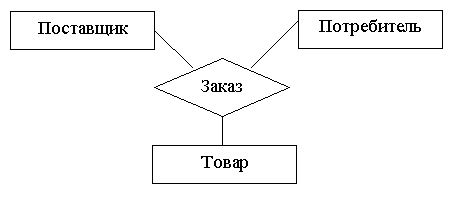 Поставщик
Потребитель
Заказ
Товар